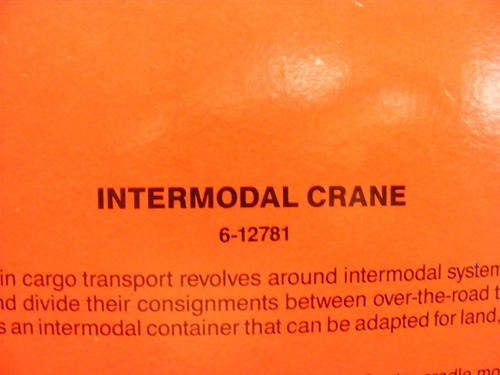 INTERMODAL CRANE
6-12781
in cargo transport revolves around intermodal system
divide their consignments between over-the-road
an intermodal container that can be adapted for land.